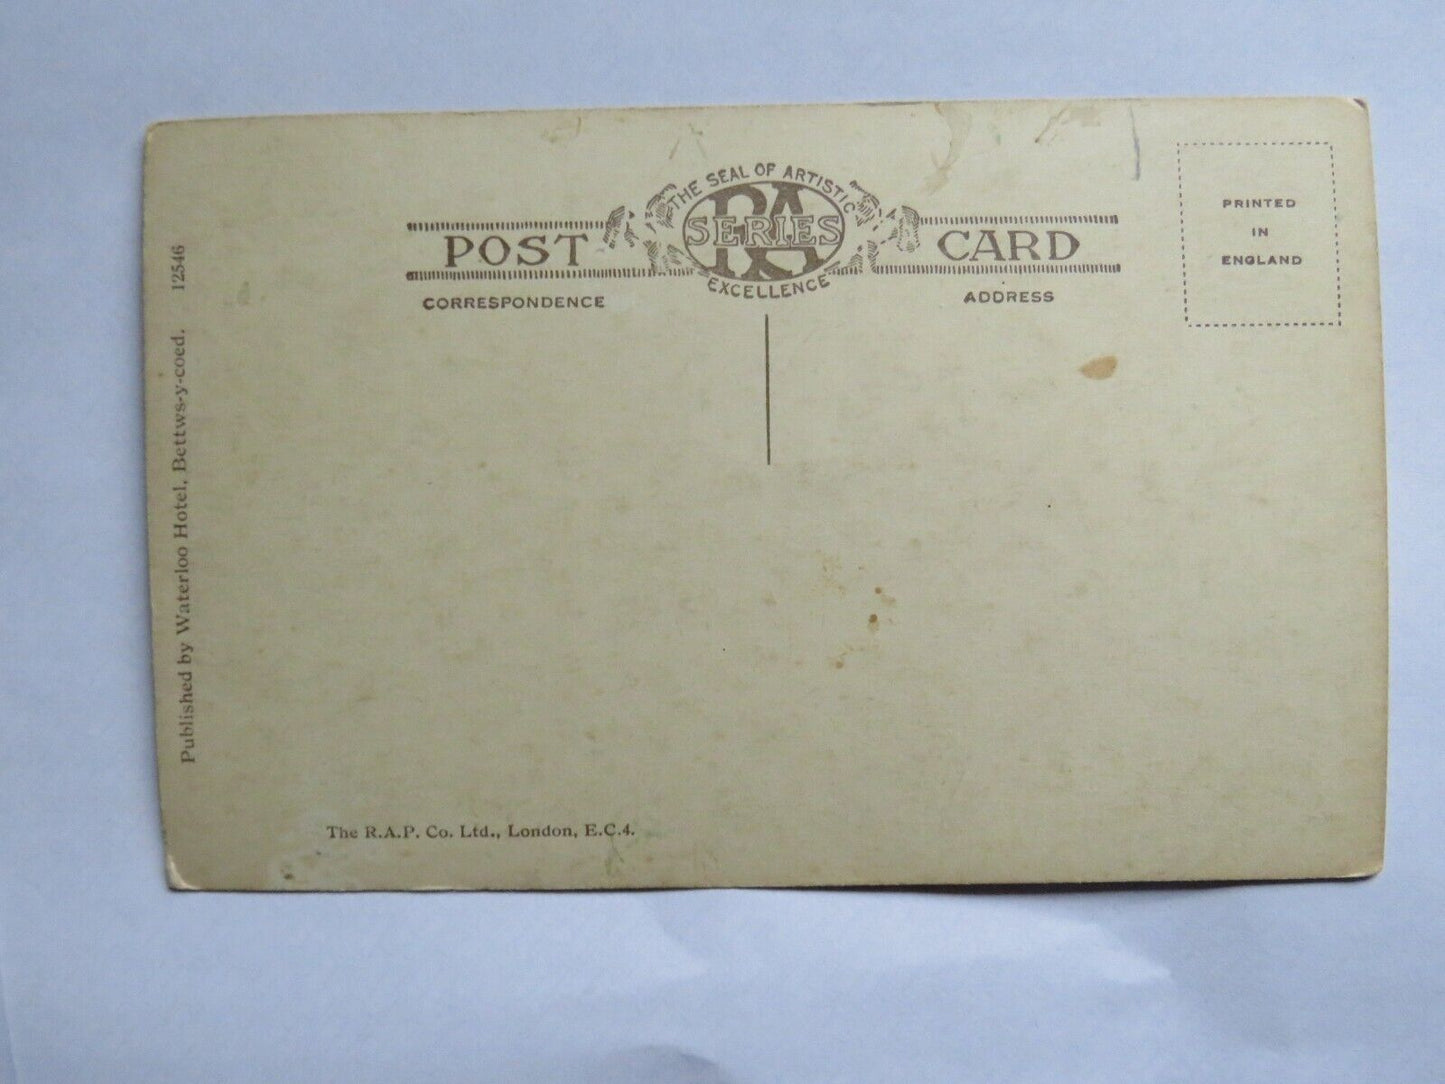 THE SEAL OF ARTISTIC
RA
SERIES
EXCELLENCE
POST CARD
CORRESPONDENCE
ADDRESS
PRINTED
IN
ENGLAND
Published by Waterloo Hotel, Bettws-y-coed. 12546
The R.A.P. Co. Ltd., London, E.C.4.